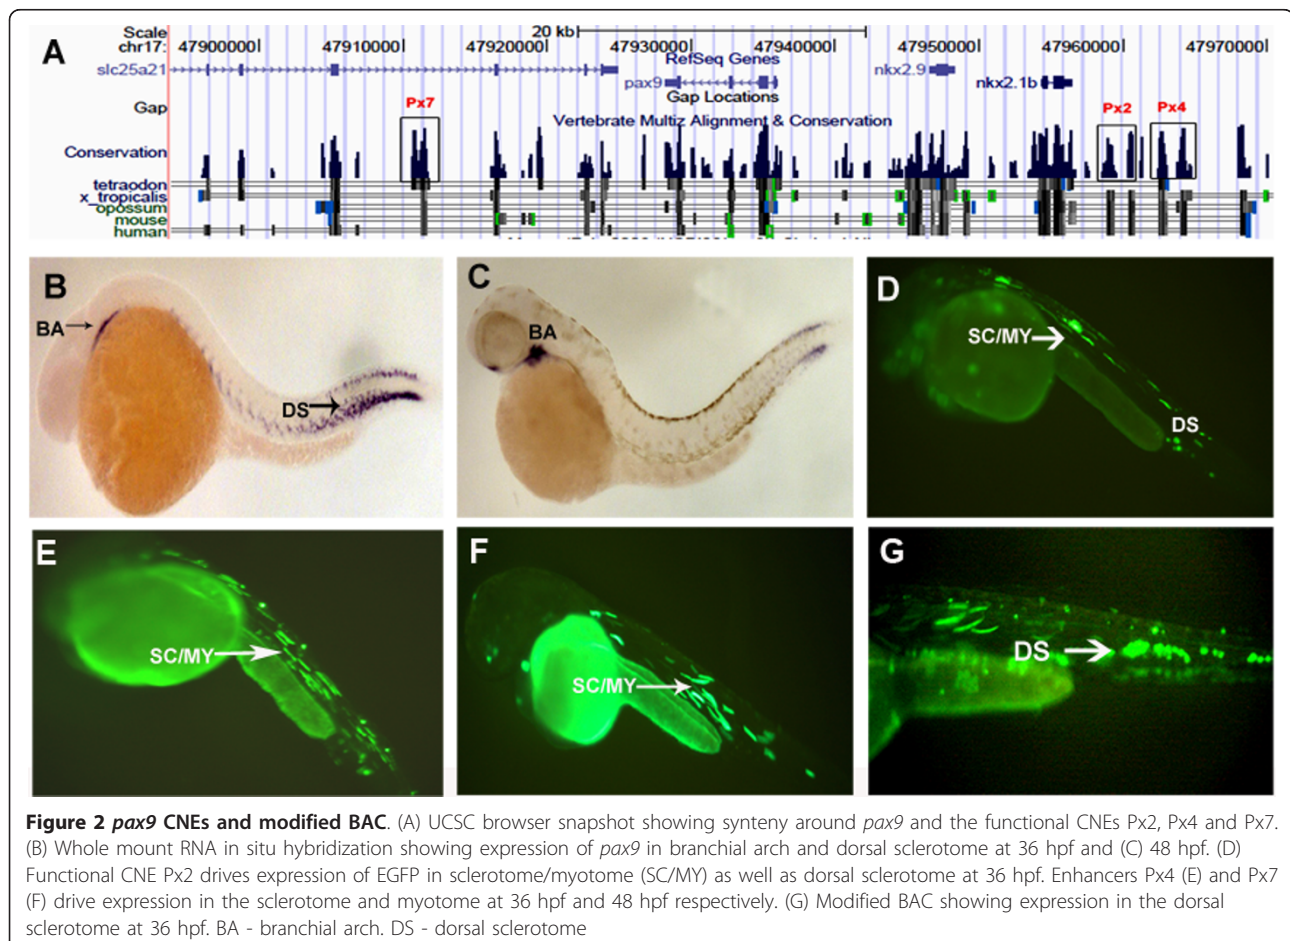 A
Scale
20 kb
chr17:
47900000
47910000
47920000
47930000
47940000
47950000
47960000
47970000
RefSeq Genes
slc25a21
pax9
nkx2.9
nkx2.1b
Gap Locations
Gap
Px7
Px2
Px4
Vertebrate Multiz Alignment & Conservation
Conservation
tetraodon
x_tropicalis
opossum
mouse
human
B
BA
DS
C
BA
D
SC/MY
DS
E
SC/MY
F
SC/MY
G
DS
Figure 2 pax9 CNEs and modified BAC. (A) UCSC browser snapshot showing synteny around pax9 and the functional CNEs Px2, Px4 and Px7.
(B) Whole mount RNA in situ hybridization showing expression of pax9 in branchial arch and dorsal sclerotome at 36 hpf and (C) 48 hpf. (D)
Functional CNE Px2 drives expression of EGFP in sclerotome/myotome (SC/MY) as well as dorsal sclerotome at 36 hpf. Enhancers Px4 (E) and Px7
(F) drive expression in the sclerotome and myotome at 36 hpf and 48 hpf respectively. (G) Modified BAC showing expression in the dorsal
sclerotome at 36 hpf. BA - branchial arch. DS - dorsal sclerotome